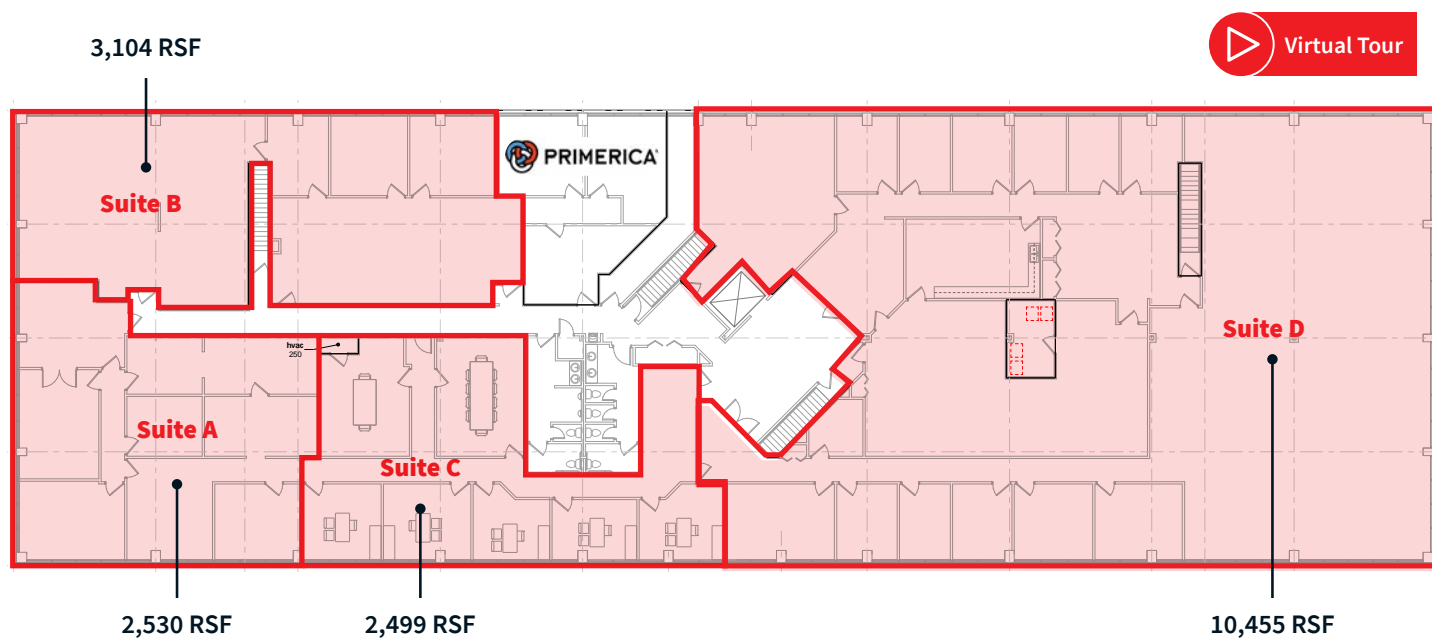 3,104 RSF
Virtual Tour
PRIMERICA
Suite B
Suite D
hvac
250
Suite A
Suite C
2,530 RSF
2,499 RSF
10,455 RSF